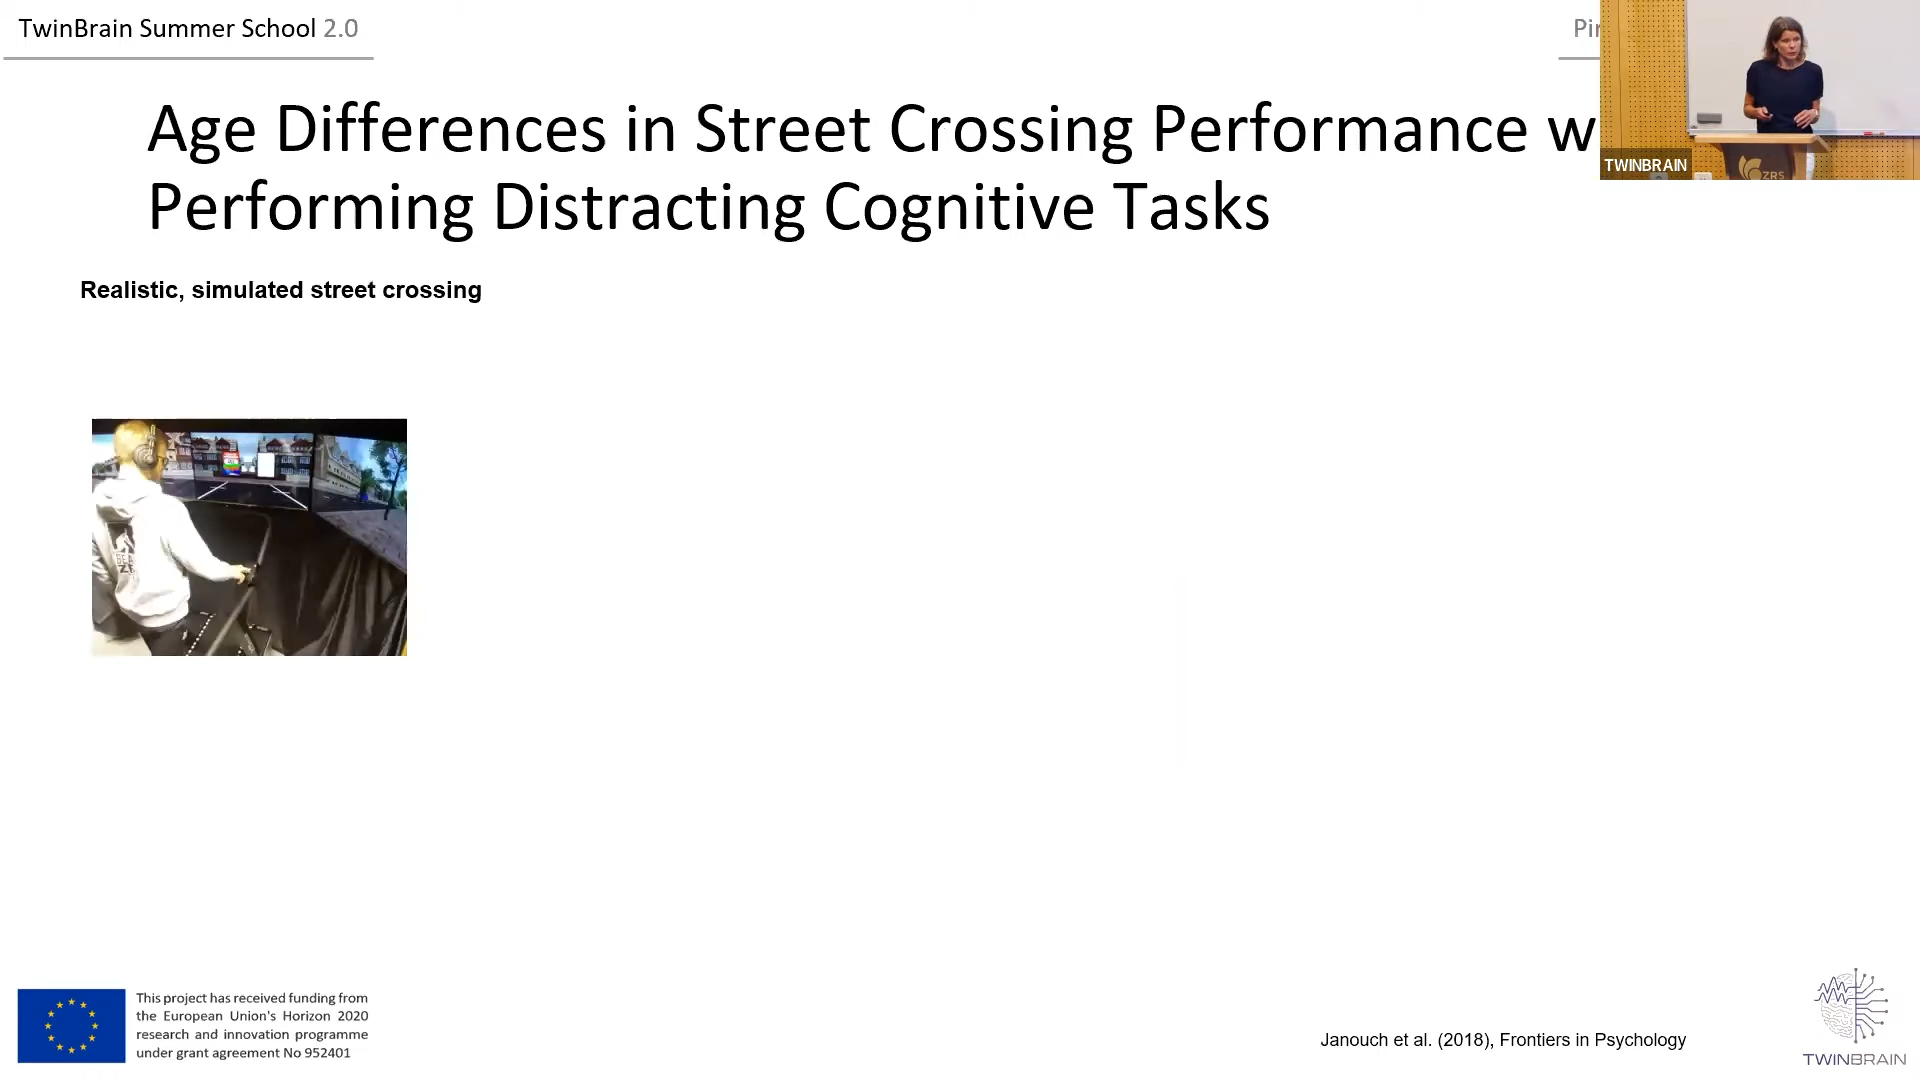 TwinBrain Summer School 2.0
Age Differences in Street Crossing Performance w
Performing Distracting Cognitive Tasks
TWINBRAIN
ZRS
Realistic, simulated street crossing
This project has received funding from
the European Union's Horizon 2020
research and innovation programme
under grant agreement No 952401
Janouch et al. (2018), Frontiers in Psychology
TWINBRAIN